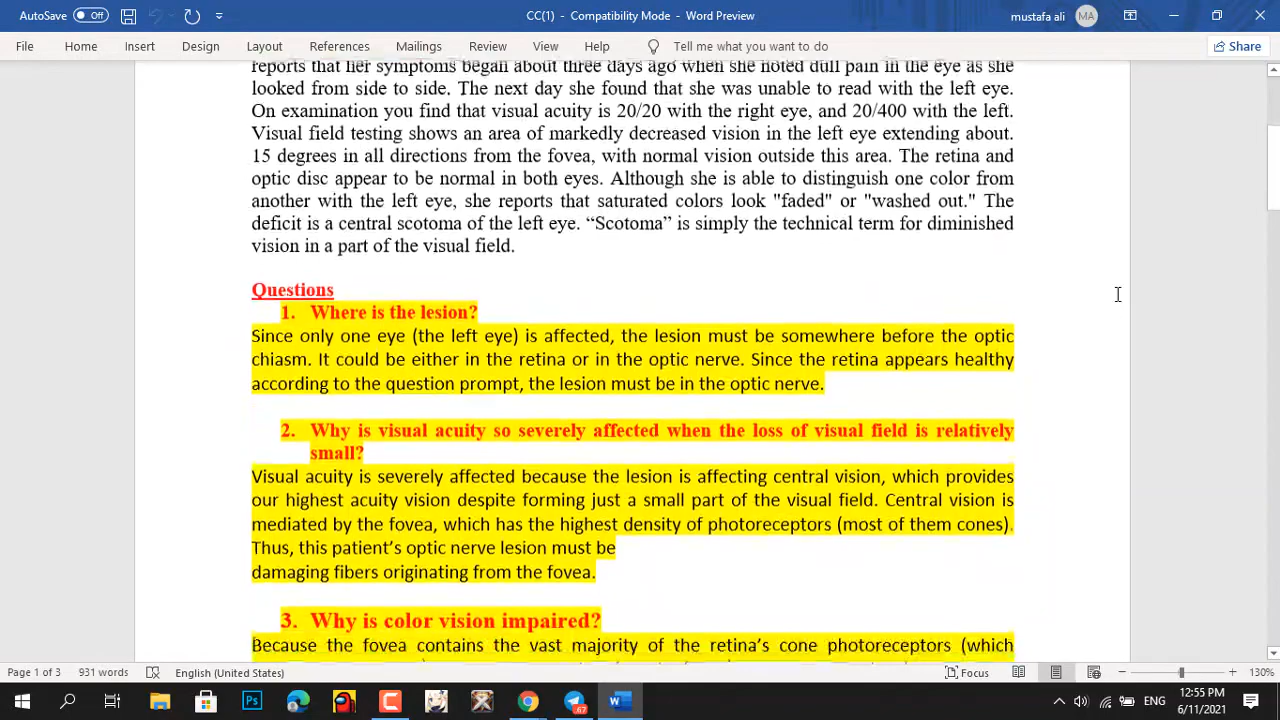 AutoSave Off CC(1) - Compatibility Mode - Word Preview mustafa ali MA
File Home Insert Design Layout References Mailings Review View Help Tell me what you want to do Share
reports that her symptoms began about three days ago when she noted dull pain in the eye as she
looked from side to side. The next day she found that she was unable to read with the left eye.
On examination you find that visual acuity is 20/20 with the right eye, and 20/400 with the left.
Visual field testing shows an area of markedly decreased vision in the left eye extending about.
15 degrees in all directions from the fovea, with normal vision outside this area. The retina and
optic disc appear to be normal in both eyes. Although she is able to distinguish one color from
another with the left eye, she reports that saturated colors look "faded" or "washed out." The
deficit is a central scotoma of the left eye. “Scotoma” is simply the technical term for diminished
vision in a part of the visual field.
Questions
1. Where is the lesion?
Since only one eye (the left eye) is affected, the lesion must be somewhere before the optic
chiasm. It could be either in the retina or in the optic nerve. Since the retina appears healthy
according to the question prompt, the lesion must be in the optic nerve.
2. Why is visual acuity so severely affected when the loss of visual field is relatively
small?
Visual acuity is severely affected because the lesion is affecting central vision, which provides
our highest acuity vision despite forming just a small part of the visual field. Central vision is
mediated by the fovea, which has the highest density of photoreceptors (most of them cones).
Thus, this patient’s optic nerve lesion must be
damaging fibers originating from the fovea.
3. Why is color vision impaired?
Because the fovea contains the vast majority of the retina’s cone photoreceptors (which
Page 1 of 3 931 words English (United States) Focus 130%
Ps 67 ENG 12:55 PM
6/11/2021